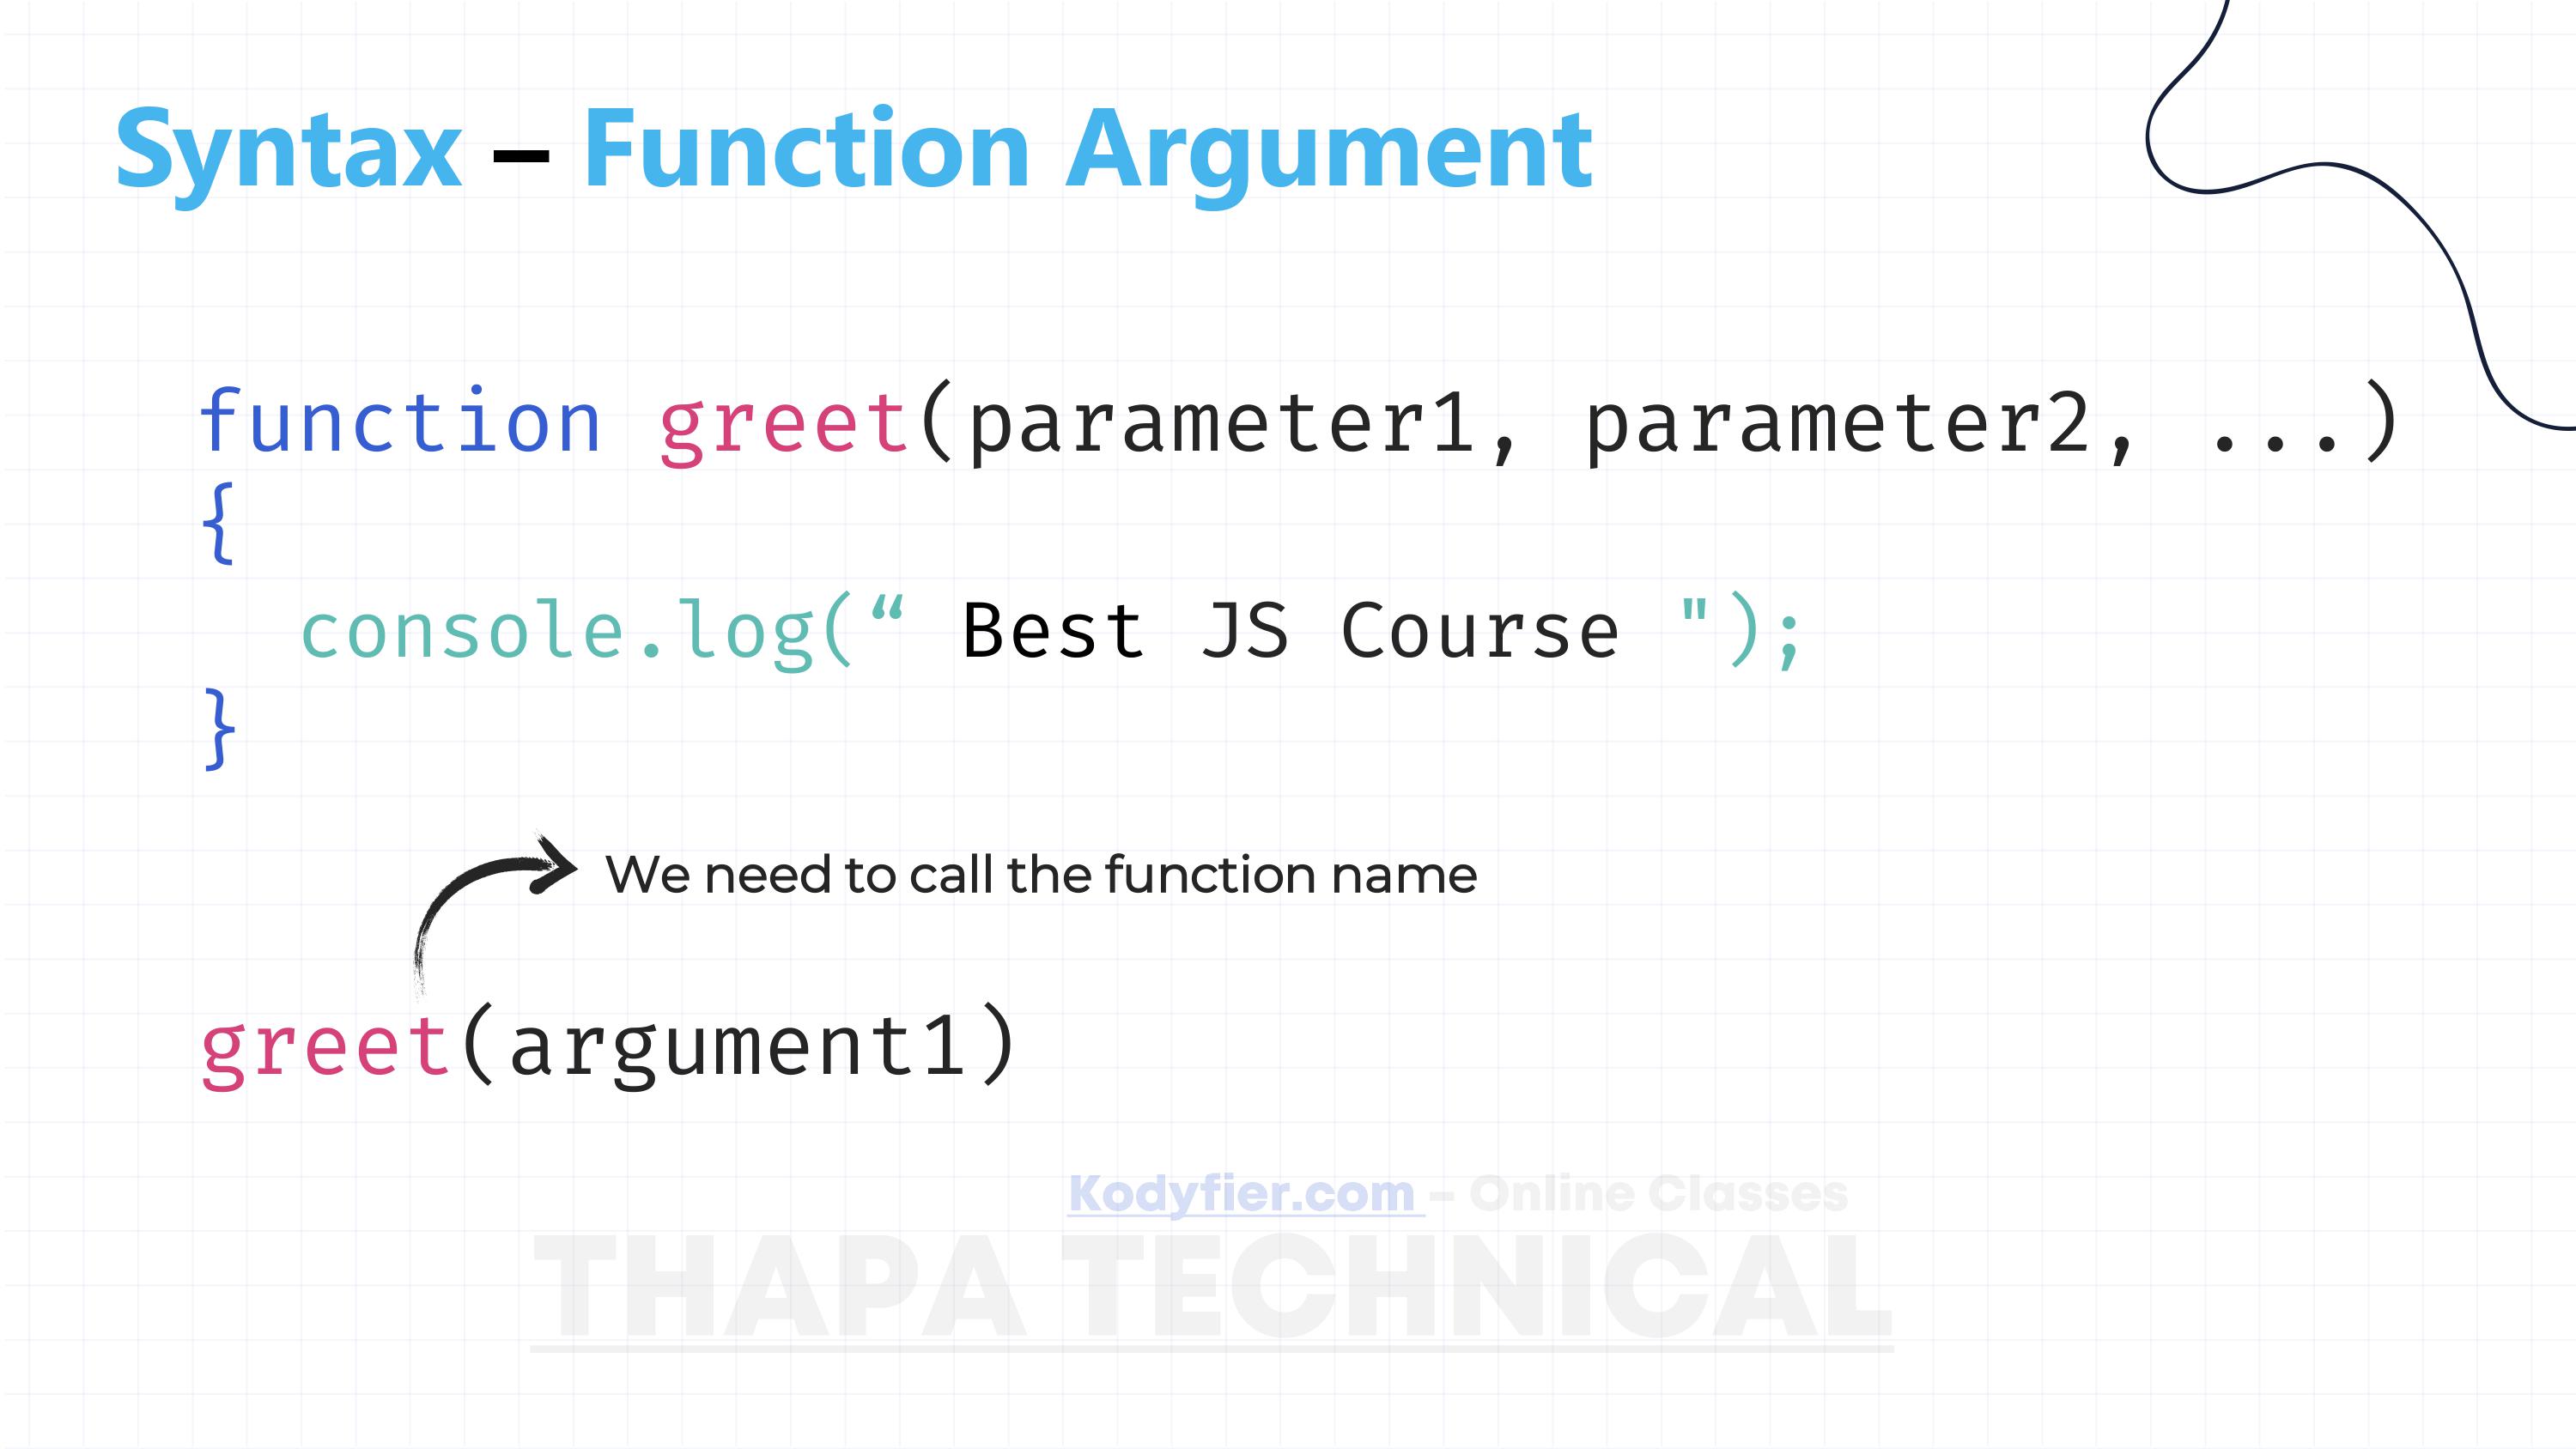 Syntax – Function Argument
function greet(parameter1, parameter2, ...)
{
console.log(“ Best JS Course ");
}
We need to call the function name
greet(argument1)
Kodyfier.com – Online Classes
THAPA TECHNICAL